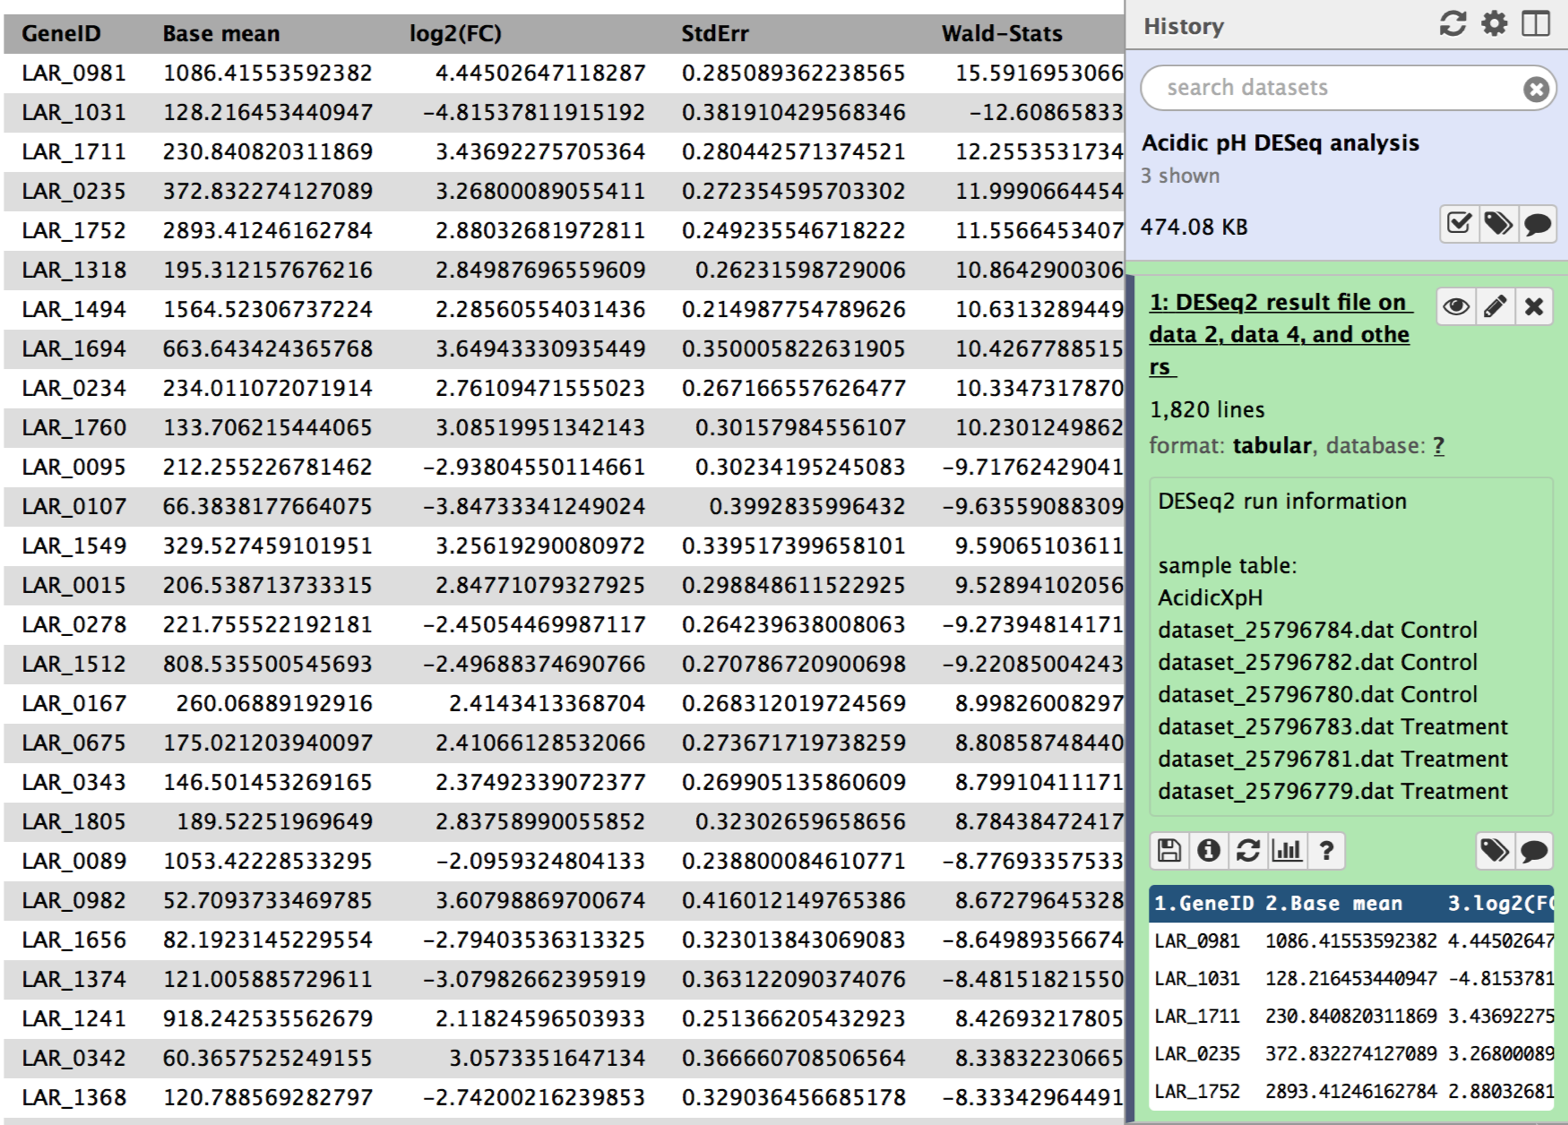 GeneID Base mean log2(FC) StdErr Wald-Stats
LAR_0981 1086.41553592382 4.44502647118287 0.285089362238565 15.5916953066
LAR_1031 128.216453440947 -4.81537811915192 0.381910429568346 -12.60865833
LAR_1711 230.840820311869 3.43692275705364 0.280442571374521 12.2553531734
LAR_0235 372.832274127089 3.26800089055411 0.272354595703302 11.9990664454
LAR_1752 2893.41246162784 2.88032681972811 0.249235546718222 11.5566453407
LAR_1318 195.312157676216 2.84987696559609 0.26231598729006 10.8642900306
LAR_1494 1564.52306737224 2.28560554031436 0.214987754789626 10.6313289449
LAR_1694 663.643424365768 3.64943330935449 0.350005822631905 10.4267788515
LAR_0234 234.011072071914 2.76109471555023 0.267166557626477 10.3347317870
LAR_1760 133.706215444065 3.08519951342143 0.30157984556107 10.2301249862
LAR_0095 212.255226781462 -2.93804550114661 0.30234195245083 -9.71762429041
LAR_0107 66.3838177664075 -3.84733341249024 0.3992835996432 -9.63559088309
LAR_1549 329.527459101951 3.25619290080972 0.339517399658101 9.59065103611
LAR_0015 206.538713733315 2.84771079327925 0.298848611522925 9.52894102056
LAR_0278 221.755522192181 -2.45054469987117 0.264239638008063 -9.27394814171
LAR_1512 808.535500545693 -2.49688374690766 0.270786720900698 -9.22085004243
LAR_0167 260.06889192916 2.4143413368704 0.268312019724569 8.99826008297
LAR_0675 175.021203940097 2.41066128532066 0.273671719738259 8.80858748440
LAR_0343 146.501453269165 2.37492339072377 0.269905135860609 8.79910411171
LAR_1805 189.52251969649 2.83758990055852 0.32302659658656 8.78438472417
LAR_0089 1053.42228533295 -2.0959324804133 0.238800084610771 -8.77693357533
LAR_0982 52.7093733469785 3.60798869700674 0.416012149765386 8.67279645328
LAR_1656 82.1923145229554 -2.79403536313325 0.323013843069083 -8.64989356674
LAR_1374 121.005885729611 -3.07982662395919 0.363122090374076 -8.48151821550
LAR_1241 918.242535562679 2.11824596503933 0.251366205432923 8.42693217805
LAR_0342 60.3657525249155 3.0573351647134 0.366660708506564 8.33832230665
LAR_1368 120.788569282797 -2.74200216239853 0.329036456685178 -8.33342964491
History
search datasets
Acidic pH DESeq analysis
3 shown
474.08 KB
1: DESeq2 result file on
data 2, data 4, and othe
rs
1,820 lines
format: tabular, database: ?
DESeq2 run information
sample table:
AcidicXpH
dataset_25796784.dat Control
dataset_25796782.dat Control
dataset_25796780.dat Control
dataset_25796783.dat Treatment
dataset_25796781.dat Treatment
dataset_25796779.dat Treatment
?
1.GeneID 2.Base mean 3.log2(FC
LAR_0981 1086.41553592382 4.44502647
LAR_1031 128.216453440947 -4.8153781
LAR_1711 230.840820311869 3.43692275
LAR_0235 372.832274127089 3.26800089
LAR_1752 2893.41246162784 2.88032681